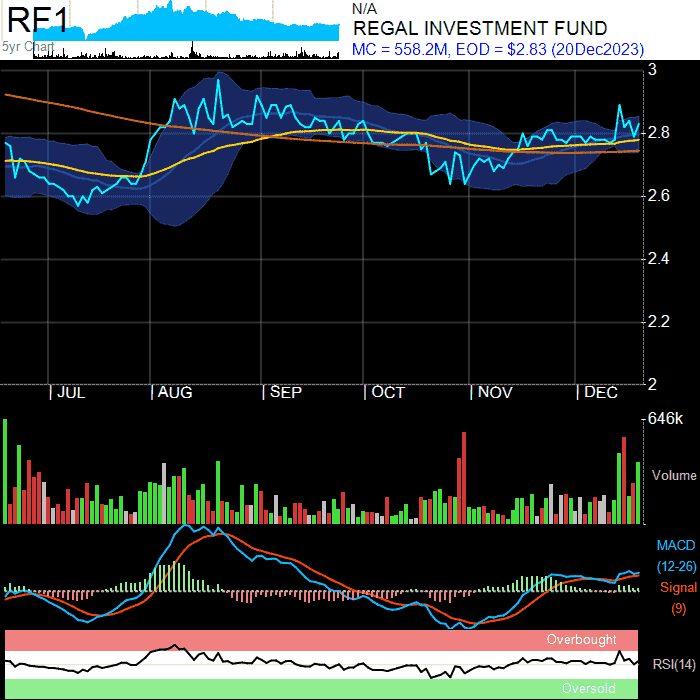 RF1
5yr Chart
N/A
REGAL INVESTMENT FUND
MC = 558.2M, EOD = $2.83 (20Dec2023)
3
2.8
2.6
2.4
2.2
2
| JUL | AUG | SEP | OCT | NOV | DEC
646k
Volume
MACD
(12-26)
Signal
(9)
Overbought
RSI(14)
Oversold